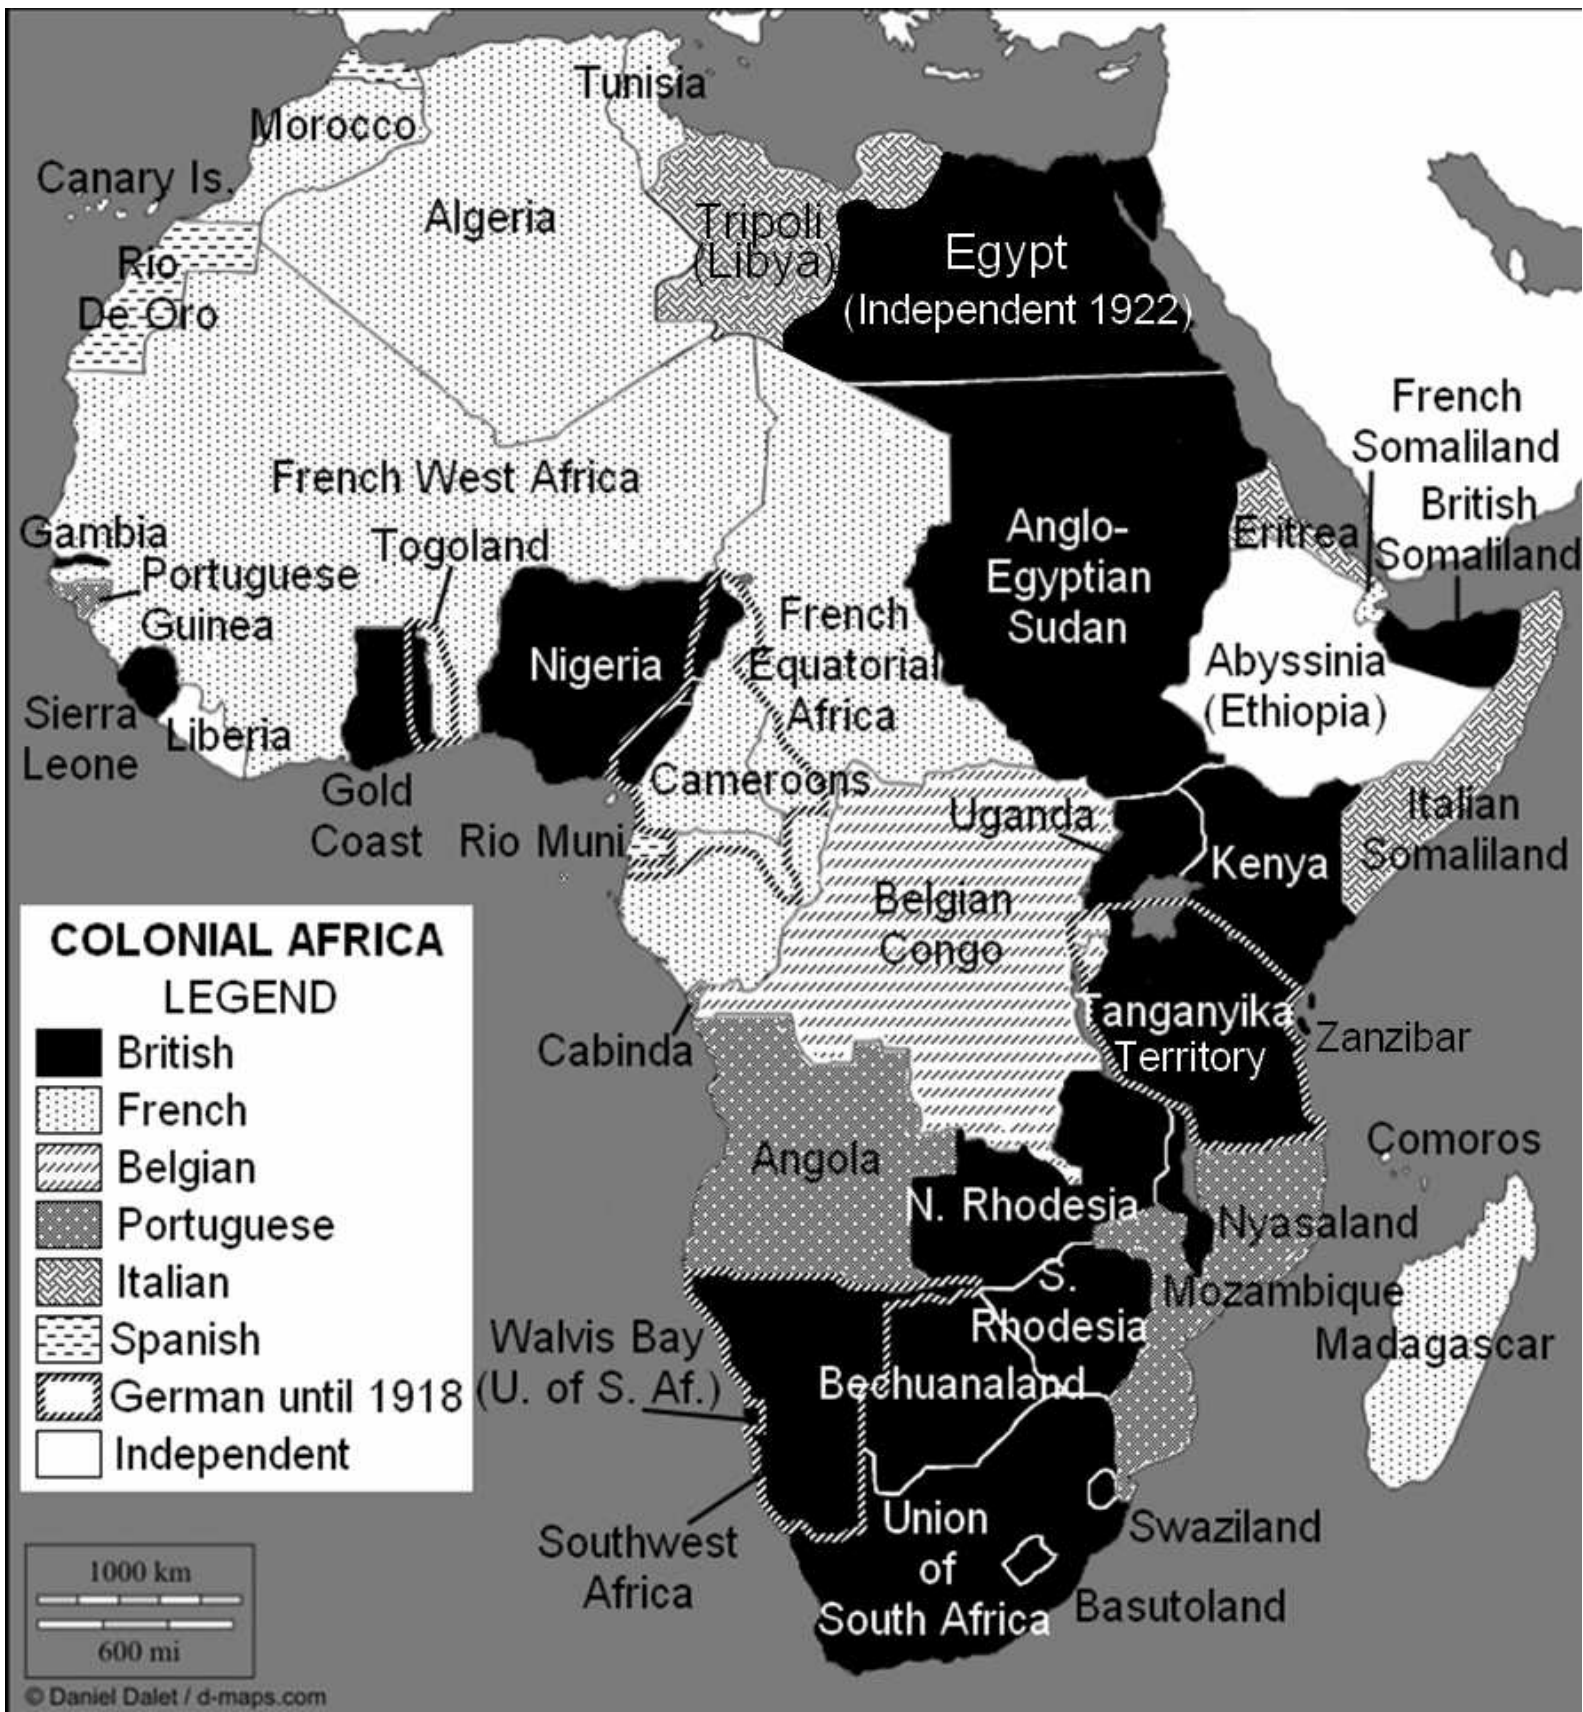 Tunisia
Morocco
Canary Is.
Algeria
Tripoli
(Libya)
Egypt
(Independent 1922)
Rio
De Oro
French
Somaliland
French West Africa
British
Somaliland
Gambia
Togoland
Anglo-
Egyptian
Sudan
Eritrea
Portuguese
Guinea
French
Equatorial
Africa
Nigeria
Abyssinia
(Ethiopia)
Sierra
Leone
Liberia
Gold
Coast
Cameroons
Rio Muni
Uganda
Kenya
Italian
Somaliland
Belgian
Congo
COLONIAL AFRICA
LEGEND
British
French
Belgian
Portuguese
Italian
Spanish
German until 1918
Independent
Cabinda
Tanganyika
Territory
Zanzibar
Angola
Comoros
N. Rhodesia
Nyasaland
S.
Rhodesia
Mozambique
Madagascar
Walvis Bay
(U. of S. Af.)
Bechuanaland
Southwest
Africa
Union
of
South Africa
Swaziland
Basutoland
1000 km
600 mi
© Daniel Dalet / d-maps.com